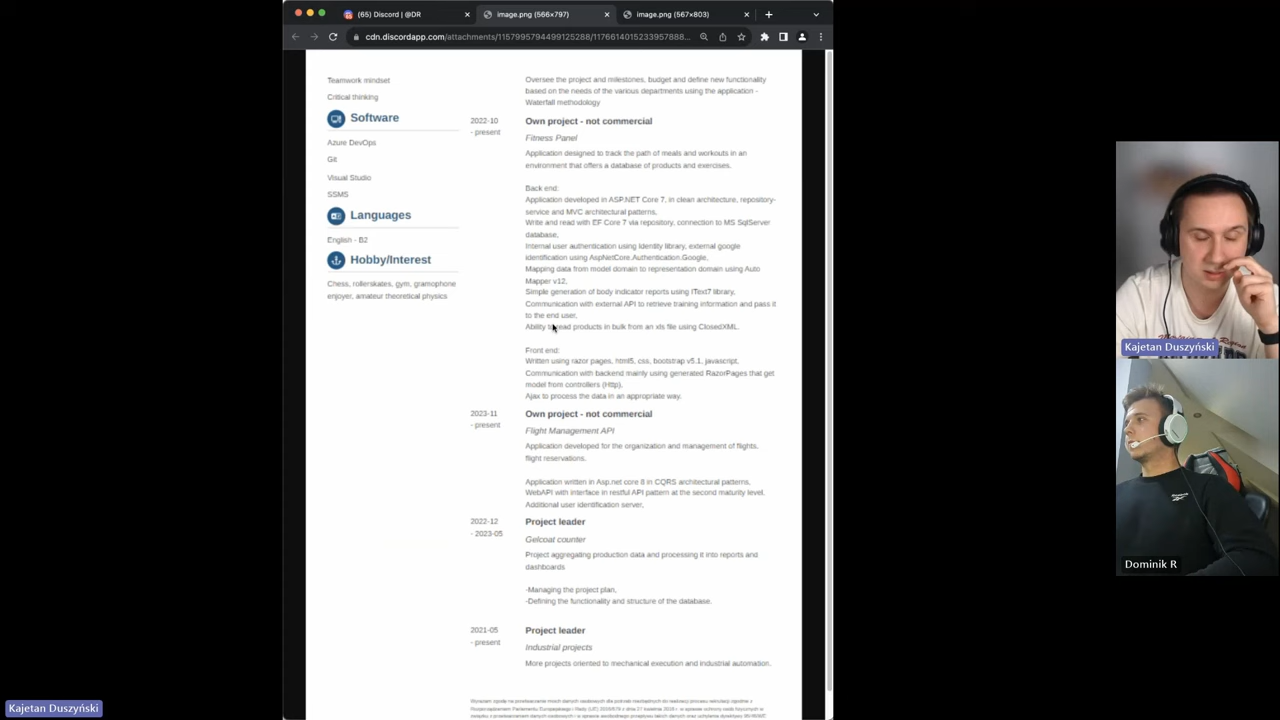 (65) Discord | @DR
image.png (566×797)
image.png (567×803)
cdn.discordapp.com/attachments/1157995794499125288/1176614015233957888...
Teamwork mindset
Critical thinking
Software
Azure DevOps
Git
Visual Studio
SSMS
Languages
English - B2
Hobby/Interest
Chess, rollerskates, gym, gramophone
enjoyer, amateur theoretical physics
Oversee the project and milestones, budget and define new functionality
based on the needs of the various departments using the application -
Waterfall methodology
2022-10
- present
Own project - not commercial
Fitness Panel
Application designed to track the path of meals and workouts in an
environment that offers a database of products and exercises.
Back end:
Application developed in ASP.NET Core 7, in clean architecture, repository-
service and MVC architectural patterns,
Write and read with EF Core 7 via repository, connection to MS SqlServer
database,
Internal user authentication using Identity library, external google
identification using AspNetCore.Authentication.Google,
Mapping data from model domain to representation domain using Auto
Mapper v12,
Simple generation of body indicator reports using IText7 library,
Communication with external API to retrieve training information and pass it
to the end user,
Ability to read products in bulk from an xls file using ClosedXML.
Front end:
Written using razor pages, html5, css, bootstrap v5.1, javascript,
Communication with backend mainly using generated RazorPages that get
model from controllers (Http),
Ajax to process the data in an appropriate way.
2023-11
- present
Own project - not commercial
Flight Management API
Application developed for the organization and management of flights,
flight reservations.
Application written in Asp.net core 8 in CQRS architectural patterns,
WebAPI with interface in restful API pattern at the second maturity level.
Additional user identification server,
2022-12
- 2023-05
Project leader
Gelcoat counter
Project aggregating production data and processing it into reports and
dashboards
-Managing the project plan,
-Defining the functionality and structure of the database.
2021-05
- present
Project leader
Industrial projects
More projects oriented to mechanical execution and industrial automation.
Kajetan Duszyński
Dominik R
Kajetan Duszyński